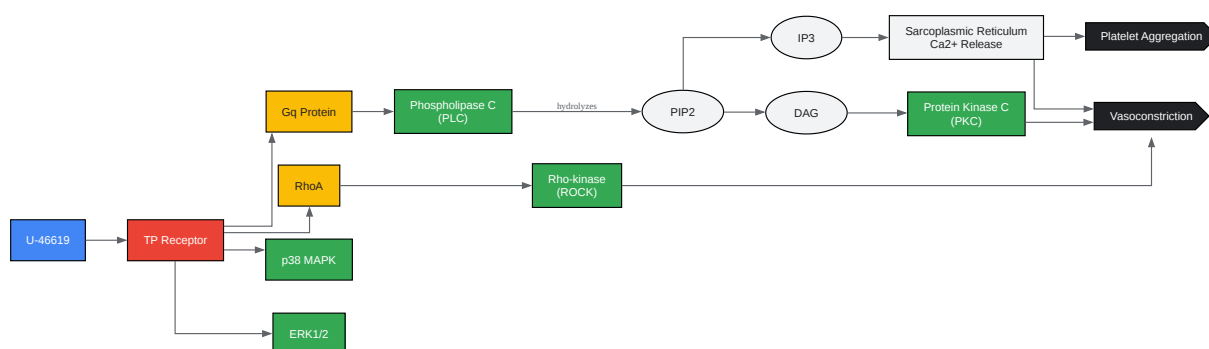 IP3
Sarcoplasmic Reticulum
Ca2+ Release
Platelet Aggregation
Gq Protein
Phospholipase C
(PLC)
hydrolyzes
PIP2
DAG
Protein Kinase C
(PKC)
Vasoconstriction
RhoA
Rho-kinase
(ROCK)
U-46619
TP Receptor
p38 MAPK
ERK1/2